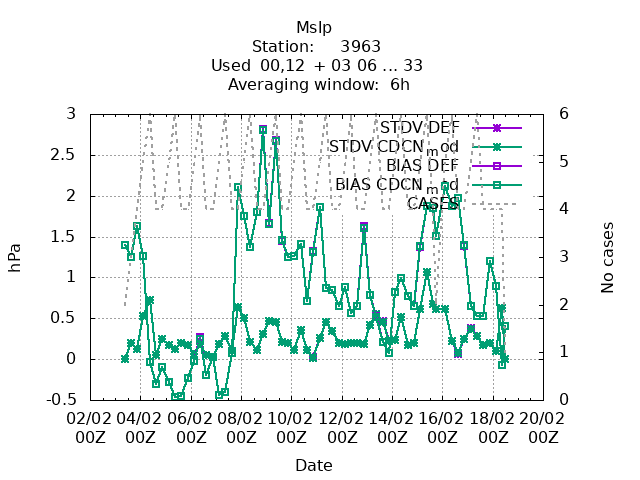 Mslp
Station: 3963
Used 00,12 + 03 06 ... 33
Averaging window: 6h
3
2.5
2
1.5
1
0.5
0
-0.5
hPa
6
5
4
3
2
1
0
No cases
STDV DEF
STDV CDCN_mod
BIAS DEF
BIAS CDCN_mod
CASES
02/02 04/02 06/02 08/02 10/02 12/02 14/02 16/02 18/02 20/02
00Z 00Z 00Z 00Z 00Z 00Z 00Z 00Z 00Z 00Z
Date